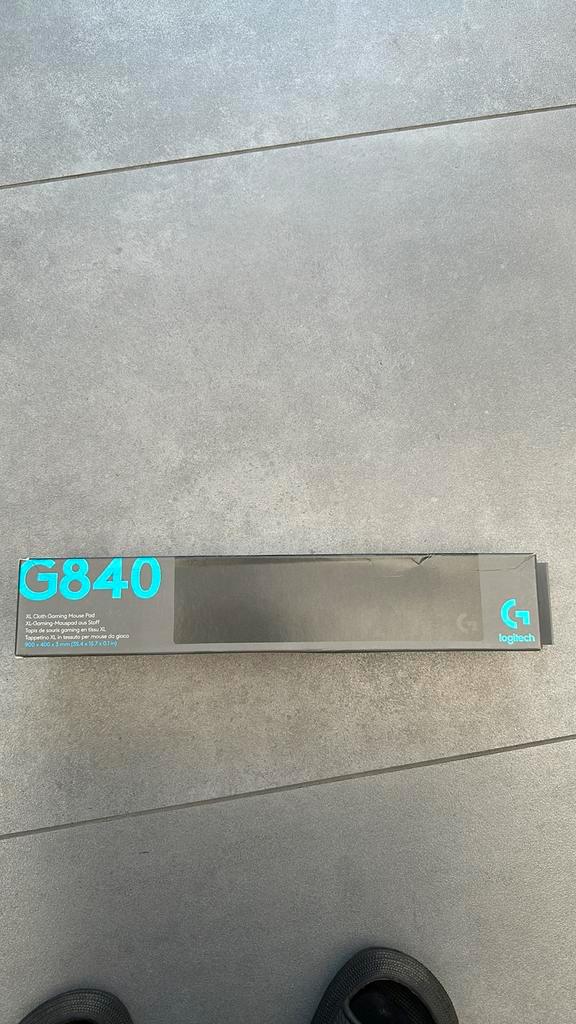 G840
XL Cloth Gaming Mouse Pad
XL-Gaming-Mauspad aus Stoff
Tapis de souris gaming en tissu XL
Tappetino XL in tessuto per mouse da gioco
900 x 400 x 3 mm (35.4 x 15.7 x 0.1 in)
logitech